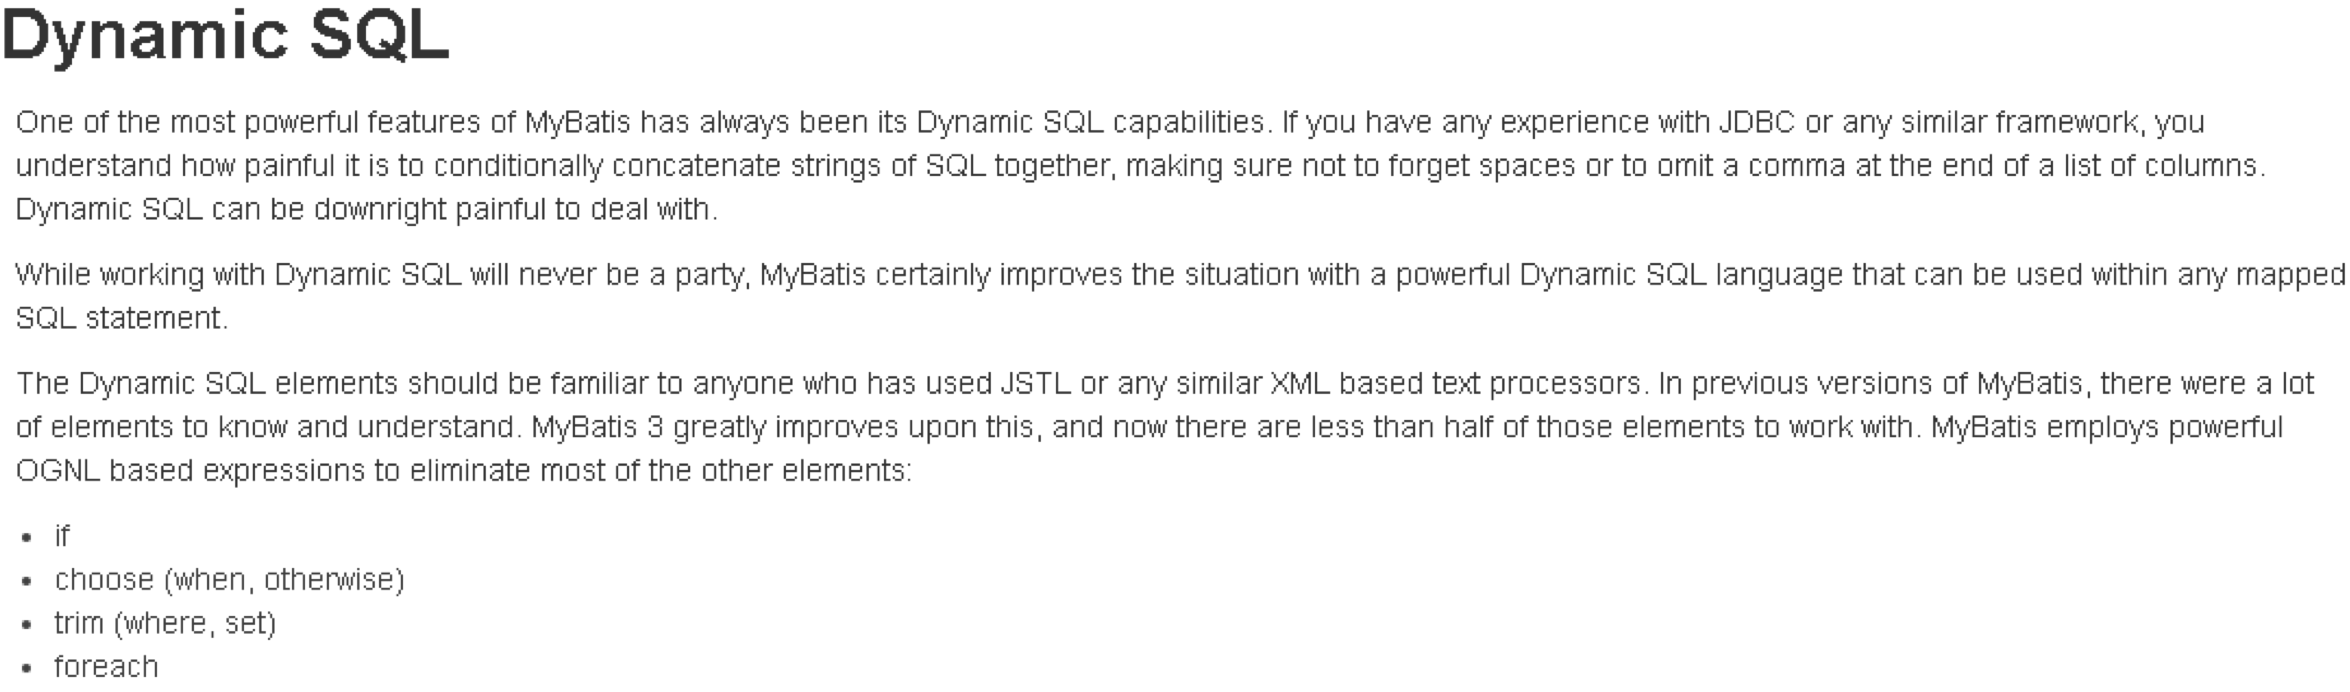 Dynamic SQL
One of the most powerful features of MyBatis has always been its Dynamic SQL capabilities. If you have any experience with JDBC or any similar framework, you
understand how painful it is to conditionally concatenate strings of SQL together, making sure not to forget spaces or to omit a comma at the end of a list of columns.
Dynamic SQL can be downright painful to deal with.
While working with Dynamic SQL will never be a party, MyBatis certainly improves the situation with a powerful Dynamic SQL language that can be used within any mapped
SQL statement.
The Dynamic SQL elements should be familiar to anyone who has used JSTL or any similar XML based text processors. In previous versions of MyBatis, there were a lot
of elements to know and understand. MyBatis 3 greatly improves upon this, and now there are less than half of those elements to work with. MyBatis employs powerful
OGNL based expressions to eliminate most of the other elements:
• if
• choose (when, otherwise)
• trim (where, set)
• foreach